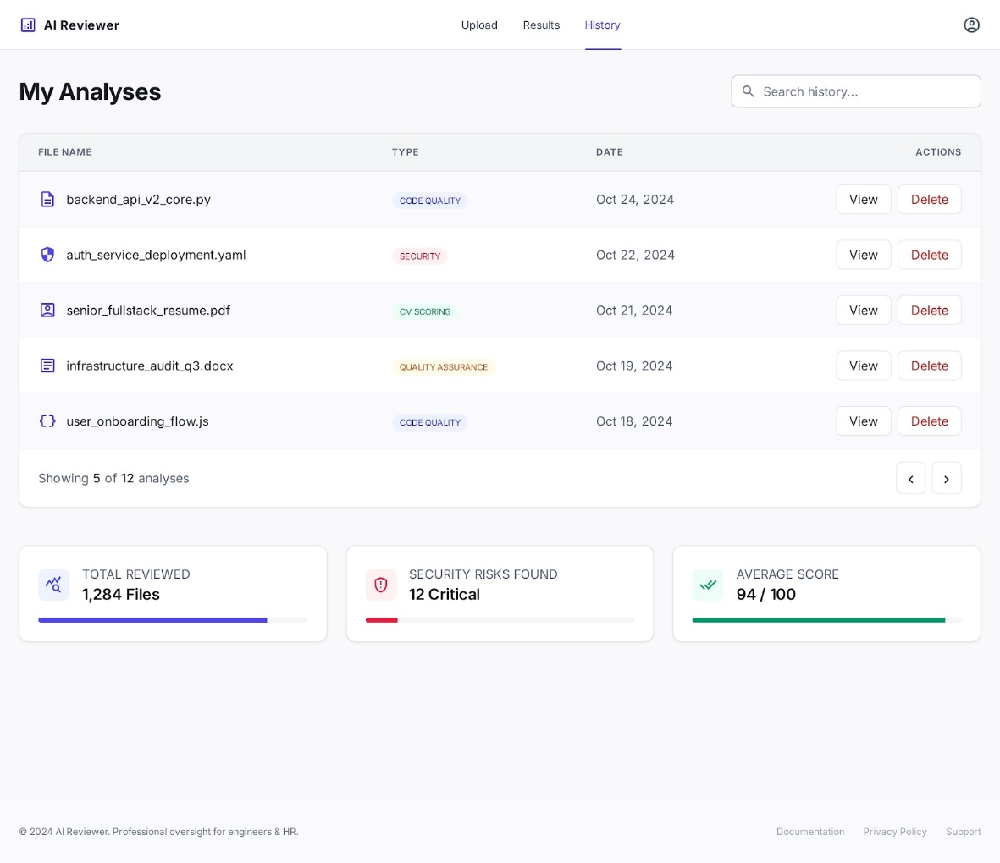 AI Reviewer
Upload Results History
My Analyses
Search history...
FILE NAME TYPE DATE ACTIONS
backend_api_v2_core.py CODE QUALITY Oct 24, 2024 View Delete
auth_service_deployment.yaml SECURITY Oct 22, 2024 View Delete
senior_fullstack_resume.pdf CV SCORING Oct 21, 2024 View Delete
infrastructure_audit_q3.docx QUALITY ASSURANCE Oct 19, 2024 View Delete
user_onboarding_flow.js CODE QUALITY Oct 18, 2024 View Delete
Showing 5 of 12 analyses
TOTAL REVIEWED
1,284 Files
SECURITY RISKS FOUND
12 Critical
AVERAGE SCORE
94 / 100
© 2024 AI Reviewer. Professional oversight for engineers & HR.
Documentation Privacy Policy Support